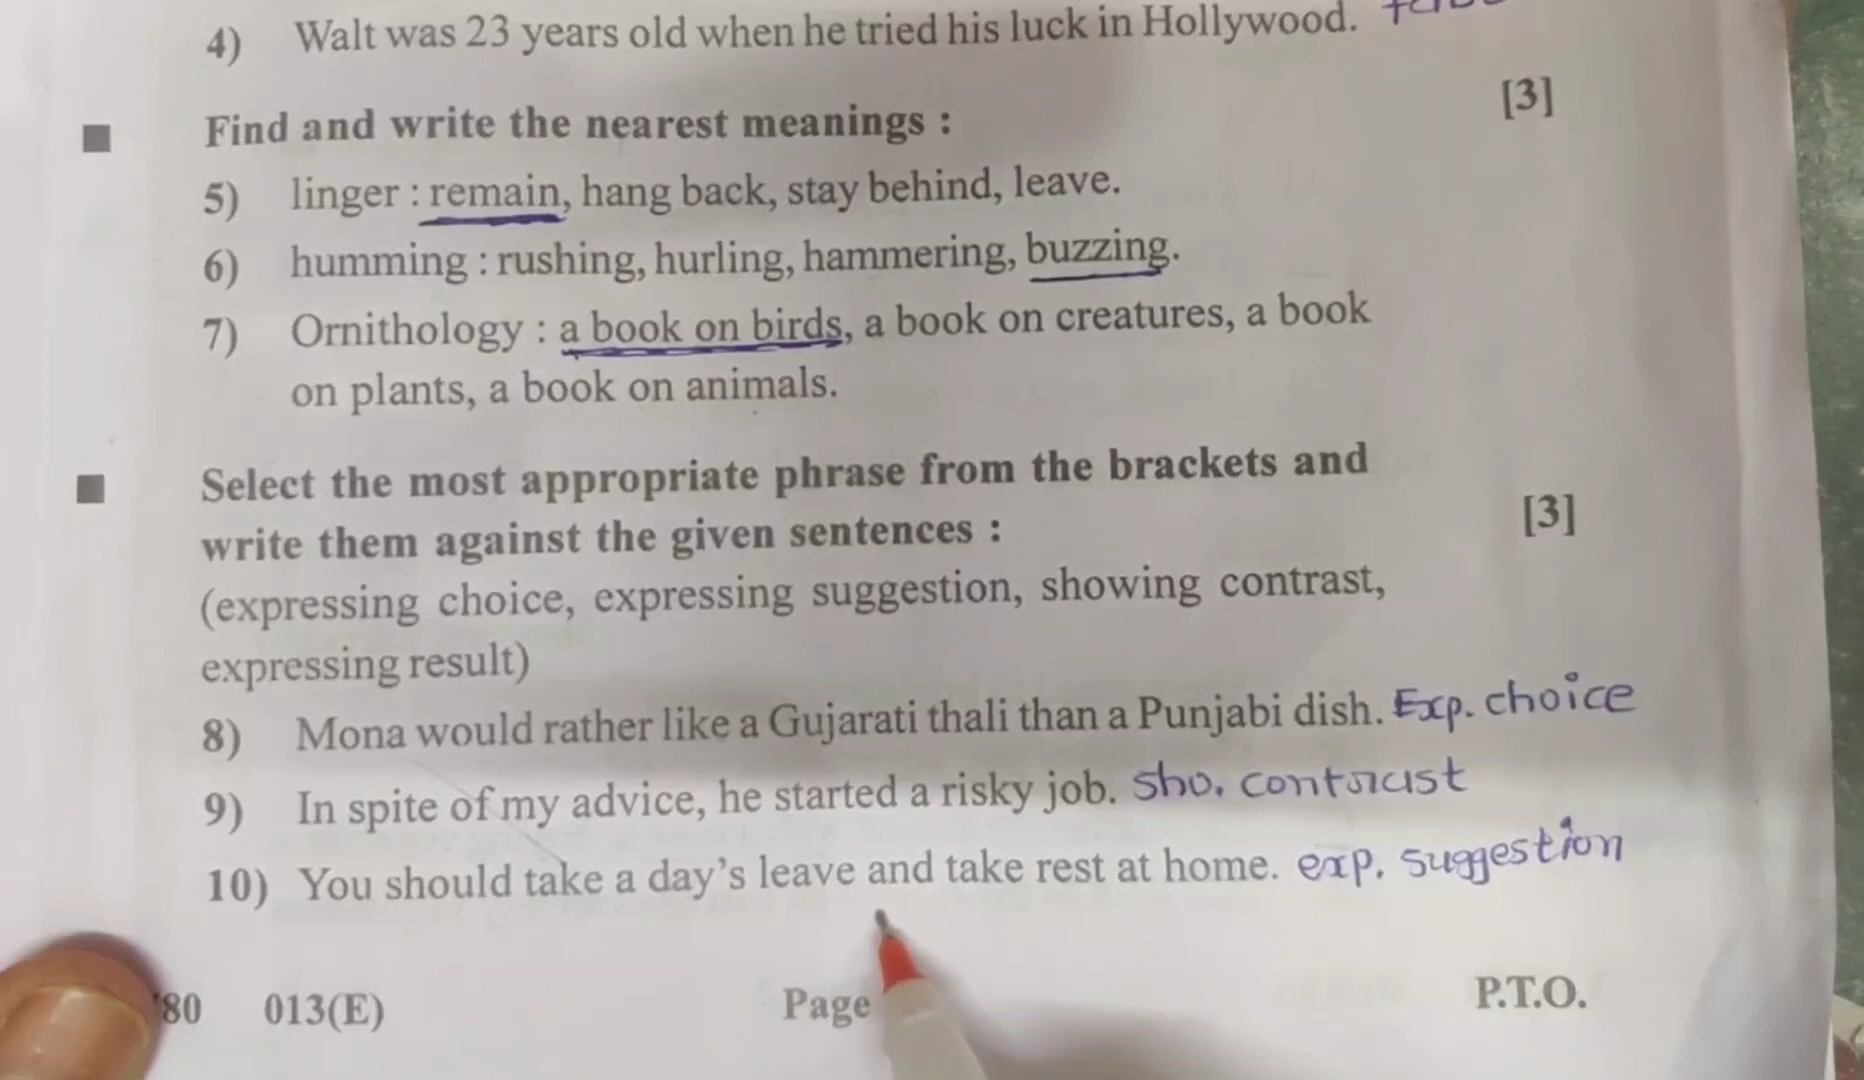 4) Walt was 23 years old when he tried his luck in Hollywood.
■ Find and write the nearest meanings : [3]
5) linger : remain, hang back, stay behind, leave.
6) humming : rushing, hurling, hammering, buzzing.
7) Ornithology : a book on birds, a book on creatures, a book
on plants, a book on animals.
■ Select the most appropriate phrase from the brackets and
write them against the given sentences : [3]
(expressing choice, expressing suggestion, showing contrast,
expressing result)
8) Mona would rather like a Gujarati thali than a Punjabi dish. Exp. choice
9) In spite of my advice, he started a risky job. sho. contrast
10) You should take a day's leave and take rest at home. exp. suggestion
80 013(E) Page P.T.O.